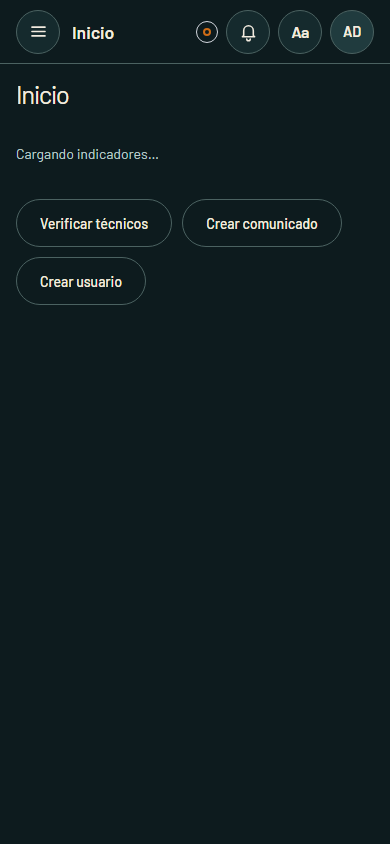 Inicio
Aa
AD
Inicio
Cargando indicadores...
Verificar técnicos
Crear comunicado
Crear usuario